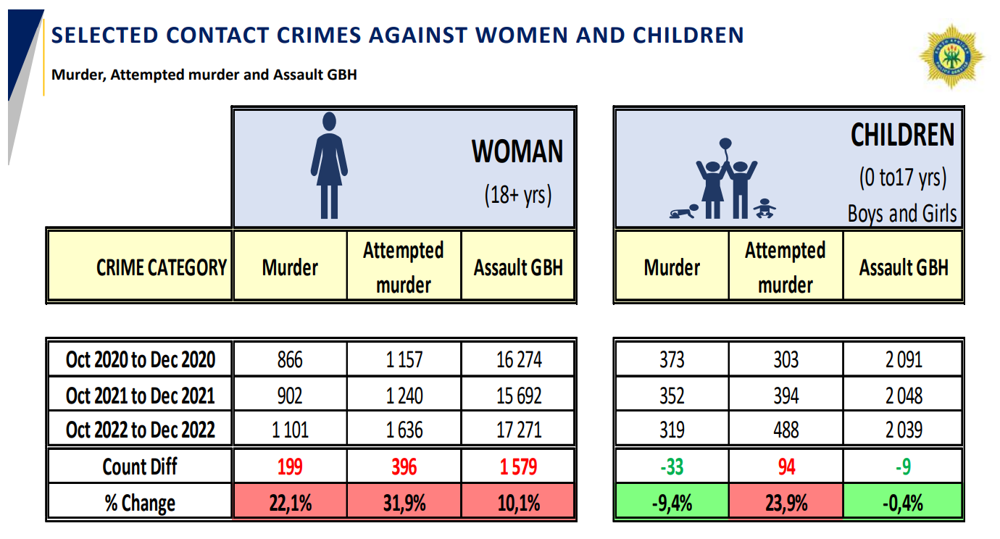 SELECTED CONTACT CRIMES AGAINST WOMEN AND CHILDREN
Murder, Attempted murder and Assault GBH
SOUTH AFRICAN
POLICE SERVICE
WOMAN
(18+ yrs)
CHILDREN
(0 to17 yrs)
Boys and Girls
CRIME CATEGORY Murder Attempted murder Assault GBH Murder Attempted murder Assault GBH
Oct 2020 to Dec 2020 866 1 157 16 274 373 303 2 091
Oct 2021 to Dec 2021 902 1 240 15 692 352 394 2 048
Oct 2022 to Dec 2022 1 101 1 636 17 271 319 488 2 039
Count Diff 199 396 1 579 -33 94 -9
% Change 22,1% 31,9% 10,1% -9,4% 23,9% -0,4%